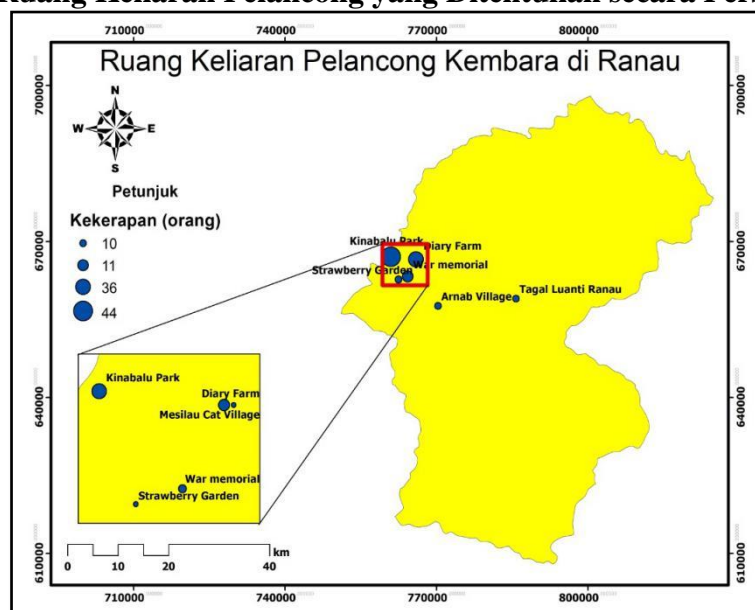 Ruang Keliaran Pelancong yang Ditentukan secara
710000 740000 770000 800000
Ruang Keliaran Pelancong Kembara di Ranau
700000 700000
N
W E
S
Petunjuk
Kekerapan (orang)
10
11
36
44
670000 670000
Kinabalu Park
Diary Farm
Strawberry Garden
War memorial
Arnab Village
Tagal Luanti Ranau
640000 640000
Kinabalu Park
Diary Farm
Mesilau Cat Village
War memorial
Strawberry Garden
0 10 20 40
km
610000 610000
710000 740000 770000 800000